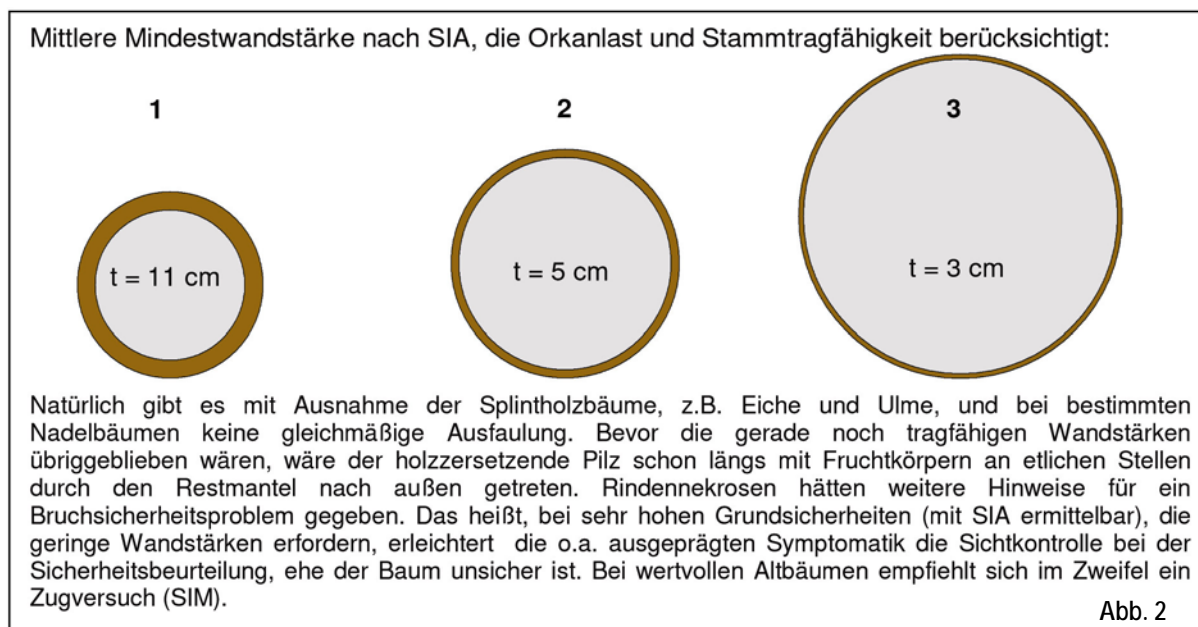 Mittlere Mindestwandstärke nach SIA, die Orkanlast und Stammtragfähigkeit berücksichtigt:
1
2
3
t = 11 cm
t = 5 cm
t = 3 cm
Natürlich gibt es mit Ausnahme der Splintholzbäume, z.B. Eiche und Ulme, und bei bestimmten
Nadelbäumen keine gleichmäßige Ausfaulung. Bevor die gerade noch tragfähigen Wandstärken
übriggeblieben wären, wäre der holzzersetzende Pilz schon längs mit Fruchtkörpern an etlichen Stellen
durch den Restmantel nach außen getreten. Rindennekrosen hätten weitere Hinweise für ein
Bruchsicherheitsproblem gegeben. Das heißt, bei sehr hohen Grundsicherheiten (mit SIA ermittelbar), die
geringe Wandstärken erfordern, erleichtert die o.a. ausgeprägten Symptomatik die Sichtkontrolle bei der
Sicherheitsbeurteilung, ehe der Baum unsicher ist. Bei wertvollen Altbäumen empfiehlt sich im Zweifel ein
Zugversuch (SIM).
Abb. 2